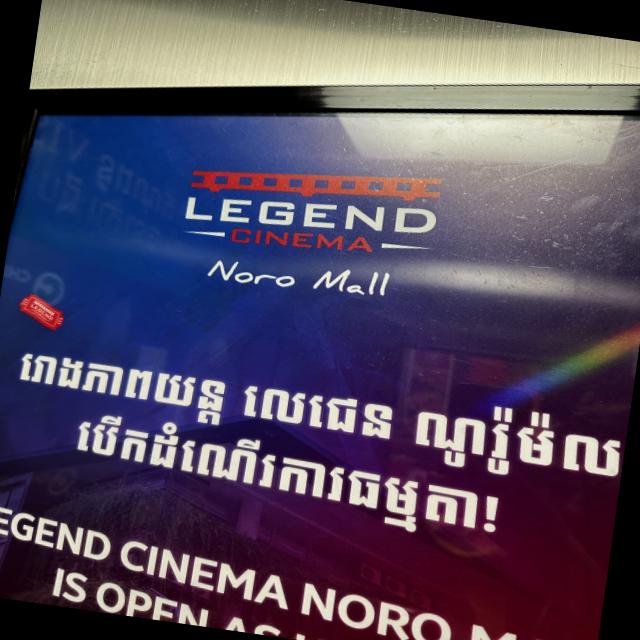 LEGEND
CINEMA
Noro Mall
រោងភាពយន្ត លេជេន ណូរ៉ូម៉ល
បើកដំណើរការធម្មតា!
EGEND CINEMA NORO M
IS OPEN AS